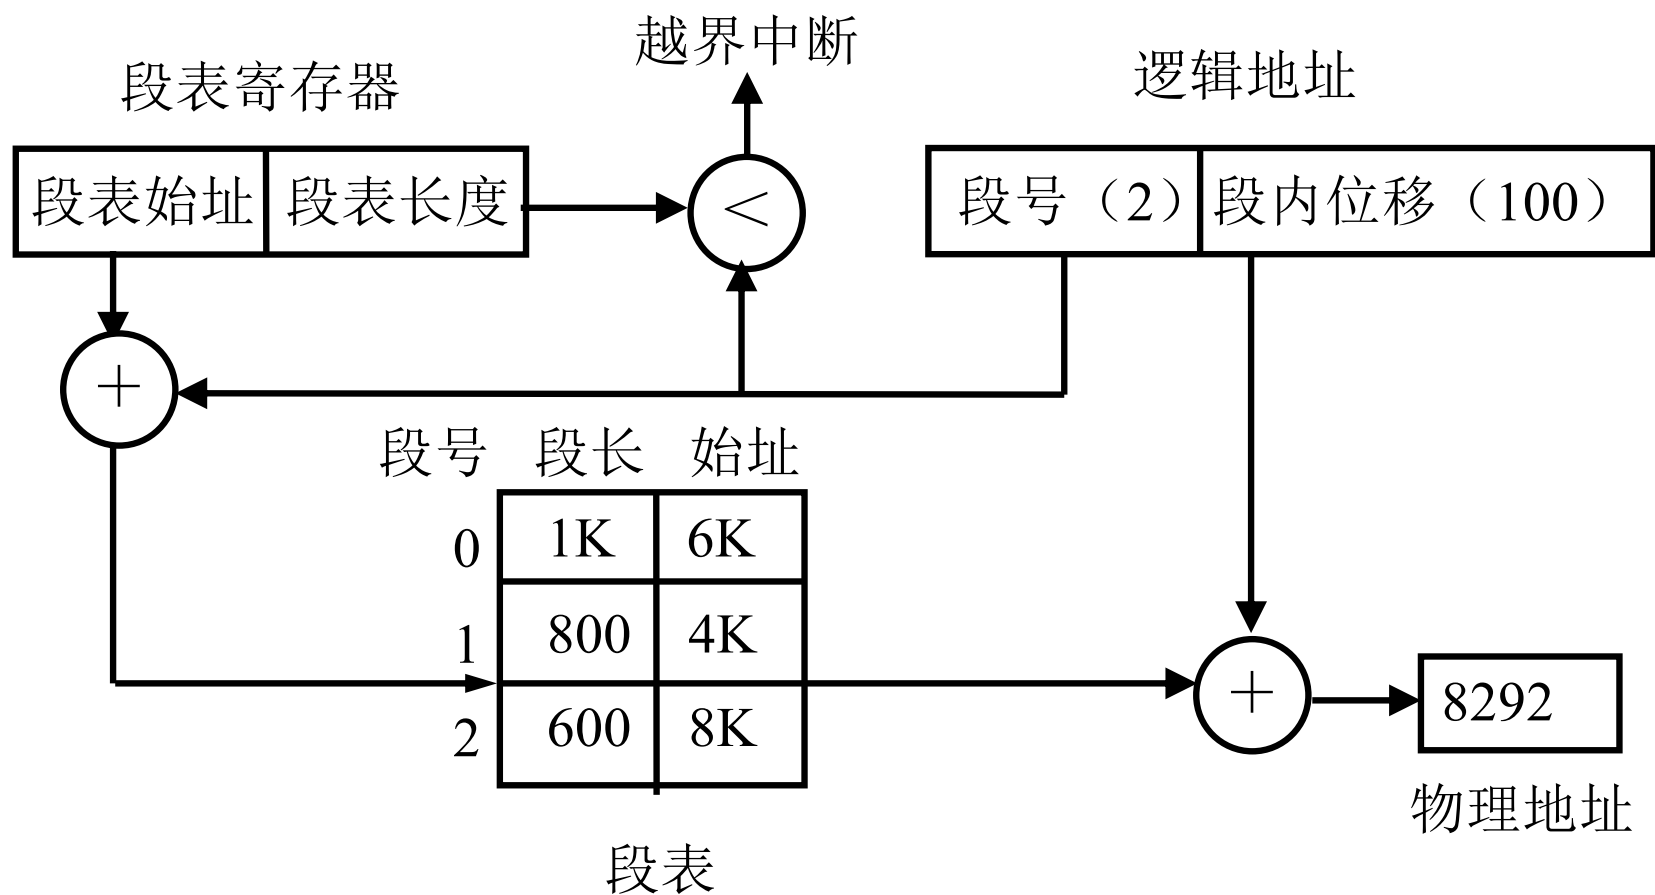 越界中断
段表寄存器
逻辑地址
段表始址 段表长度
<
段号（2） 段内位移（100）
+
段号 段长 始址
0 1K 6K
1 800 4K
2 600 8K
+
8292
物理地址
段表